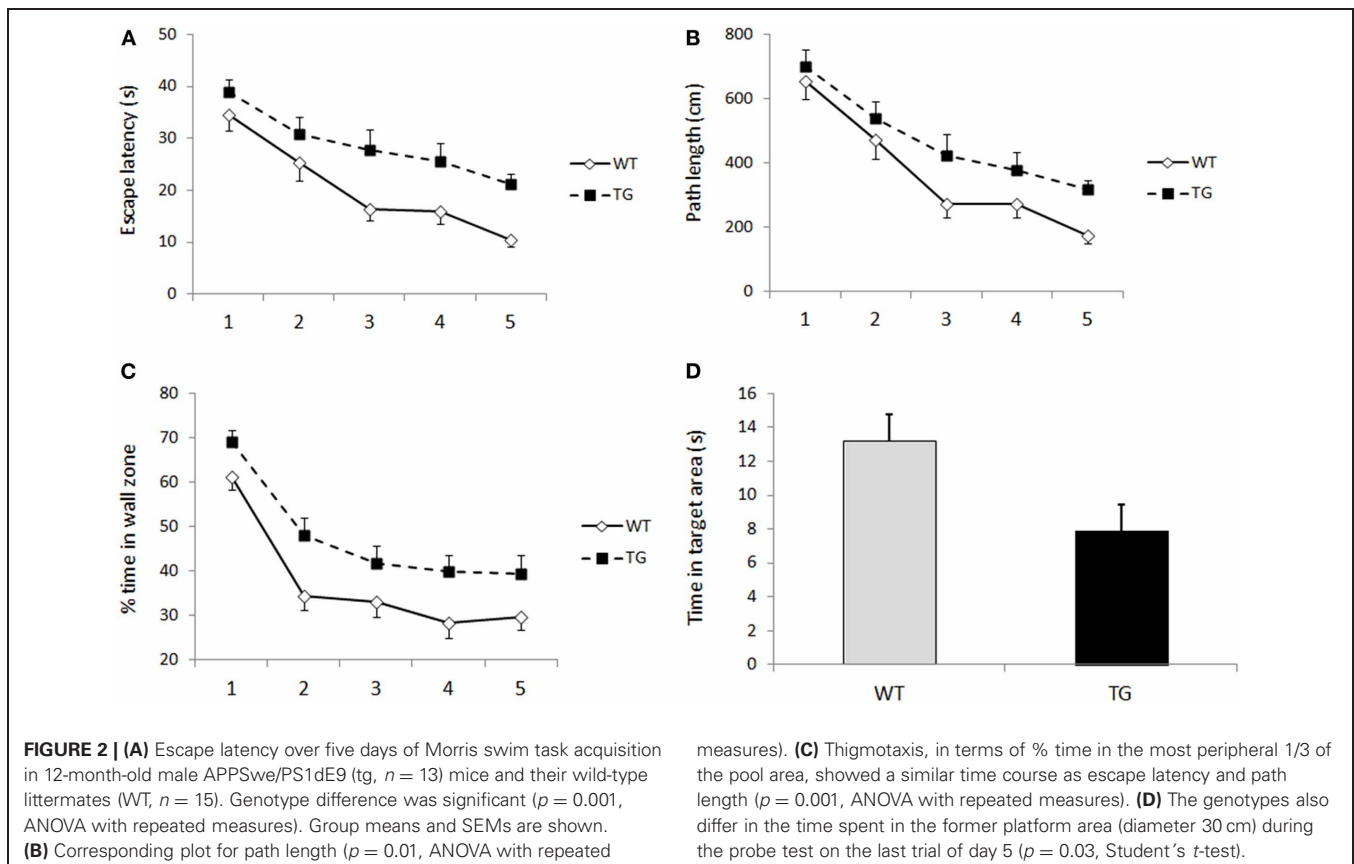 A
50
40
30
20
10
0
Escape latency (s)
1 2 3 4 5
WT
TG
B
800
600
400
200
0
Path length (cm)
1 2 3 4 5
WT
TG
C
80
70
60
50
40
30
20
% time in wall zone
1 2 3 4 5
WT
TG
D
16
14
12
10
8
6
4
2
0
Time in target area (s)
WT TG
FIGURE 2 | (A) Escape latency over five days of Morris swim task acquisition
in 12-month-old male APPSwe/PS1dE9 (tg, n = 13) mice and their wild-type
littermates (WT, n = 15). Genotype difference was significant (p = 0.001,
ANOVA with repeated measures). Group means and SEMs are shown.
(B) Corresponding plot for path length (p = 0.01, ANOVA with repeated
measures). (C) Thigmotaxis, in terms of % time in the most peripheral 1/3 of
the pool area, showed a similar time course as escape latency and path
length (p = 0.001, ANOVA with repeated measures). (D) The genotypes also
differ in the time spent in the former platform area (diameter 30 cm) during
the probe test on the last trial of day 5 (p = 0.03, Student´s t-test).